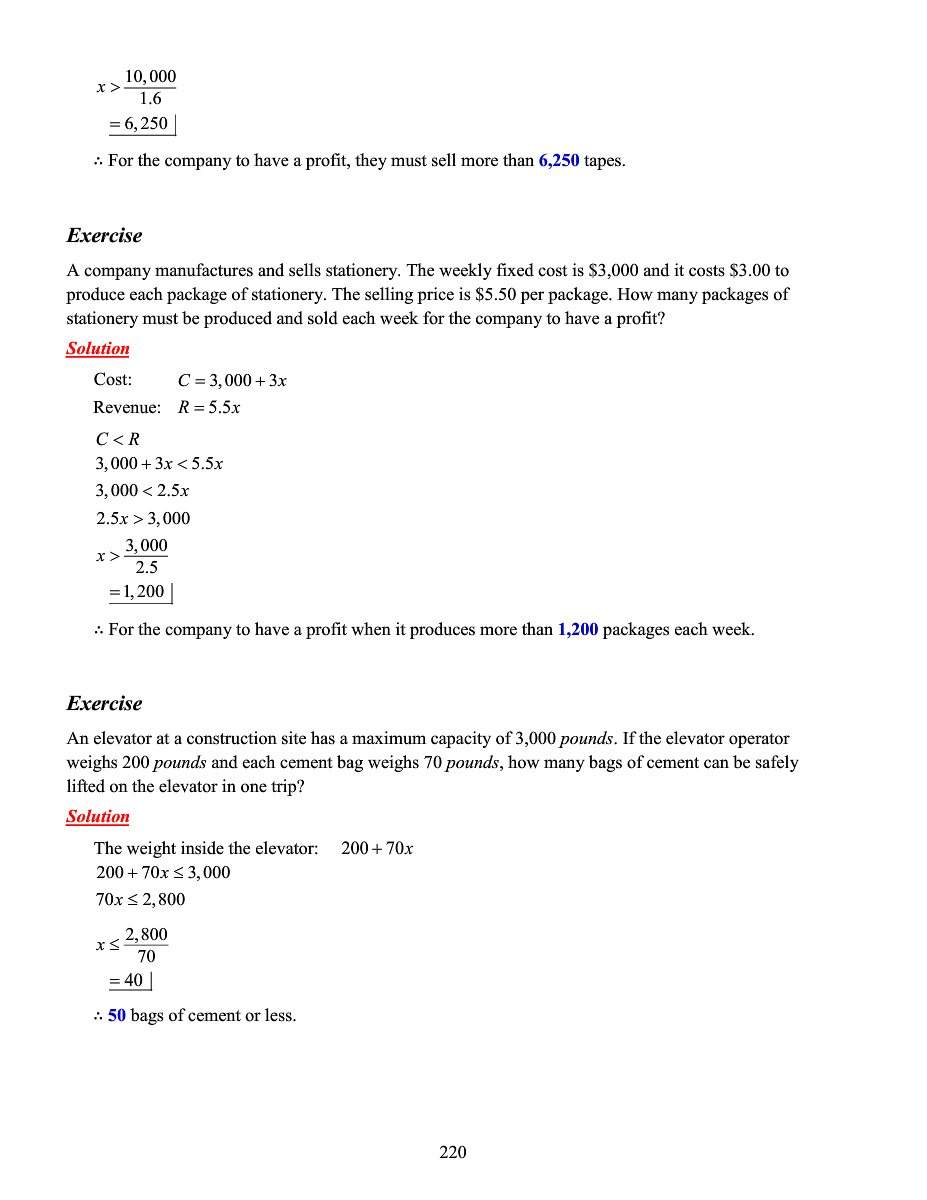 x > 10,000/1.6
= 6,250
∴ For the company to have a profit, they must sell more than 6,250 tapes.
Exercise
A company manufactures and sells stationery. The weekly fixed cost is $3,000 and it costs $3.00 to
produce each package of stationery. The selling price is $5.50 per package. How many packages of
stationery must be produced and sold each week for the company to have a profit?
Solution
Cost: C = 3,000 + 3x
Revenue: R = 5.5x
C < R
3,000 + 3x < 5.5x
3,000 < 2.5x
2.5x > 3,000
x > 3,000/2.5
= 1,200
∴ For the company to have a profit when it produces more than 1,200 packages each week.
Exercise
An elevator at a construction site has a maximum capacity of 3,000 pounds. If the elevator operator
weighs 200 pounds and each cement bag weighs 70 pounds, how many bags of cement can be safely
lifted on the elevator in one trip?
Solution
The weight inside the elevator: 200 + 70x
200 + 70x ≤ 3,000
70x ≤ 2,800
x ≤ 2,800/70
= 40
∴ 50 bags of cement or less.
220